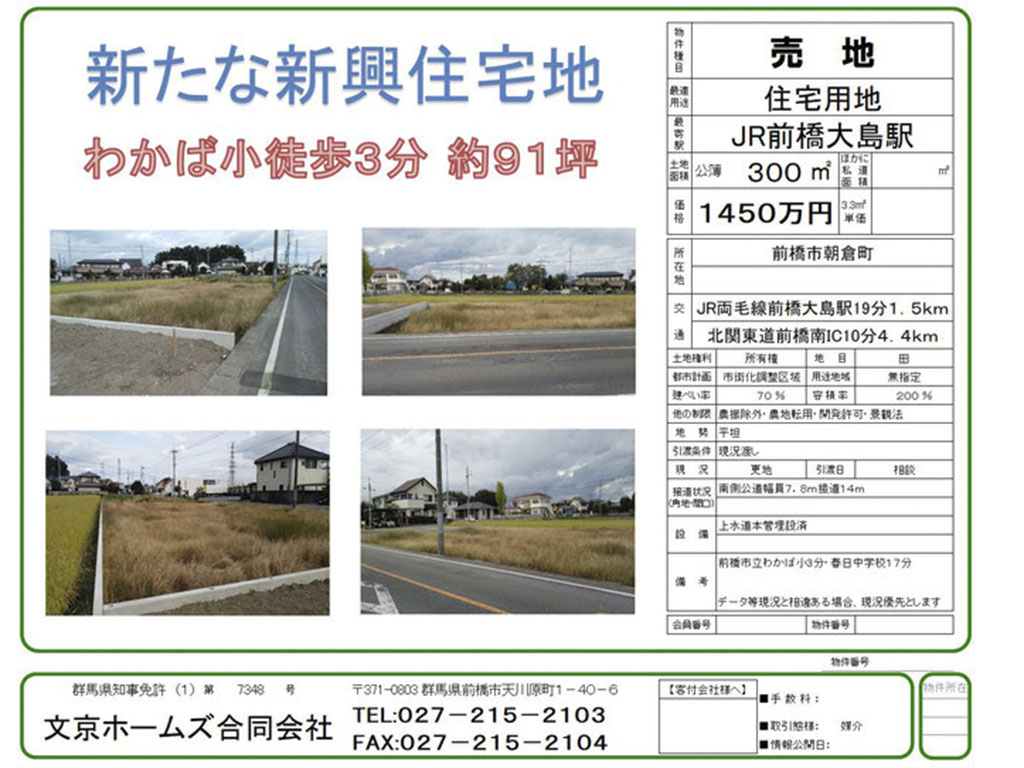 新たな新興住宅地
わかば小徒歩3分 約91坪
物件種目 売 地
最適用途 住宅用地
最寄駅 JR前橋大島駅
土地面積 公簿 300㎡ ほかに私道面積 ㎡
価格 1450万円 3.3㎡単価
所在地 前橋市朝倉町
交通 JR両毛線前橋大島駅19分1.5km
北関東道前橋南IC10分4.4km
土地権利 所有権 地目 田
都市計画 市街化調整区域 用途地域 無指定
建ぺい率 70% 容積率 200%
他の制限 農振除外・農地転用・開発許可・景観法
地勢 平坦
引渡条件 現況渡し
現況 更地 引渡日 相談
接道状況(角地・間口) 南側公道幅員7.8m接道14m
設備 上水道本管埋設済
備考 前橋市立わかば小3分・春日中学校17分
データ等現況と相違ある場合、現況優先とします
会員番号 物件番号
物件番号
群馬県知事免許(1)第 7348 号
文京ホームズ合同会社
〒371-0803 群馬県前橋市天川原町1-40-6
TEL:027-215-2103
FAX:027-215-2104
【客付会社様へ】
■手数料:
■取引態様: 媒介
■情報公開日:
物件所在